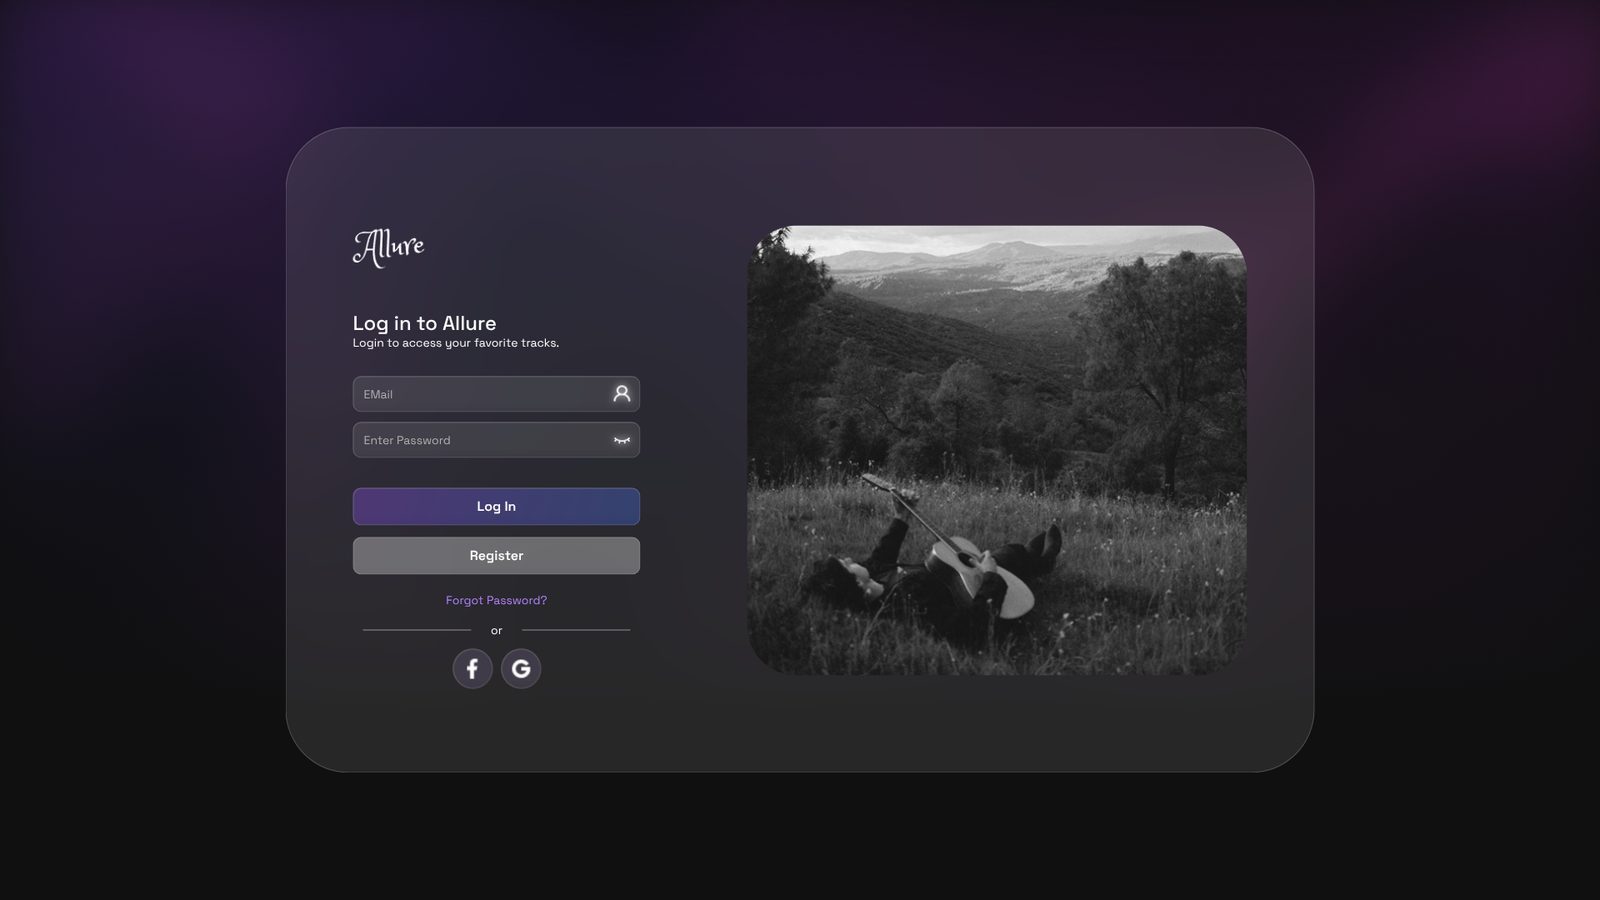 Allure
Log in to Allure
Login to access your favorite tracks.
EMail
Enter Password
Log In
Register
Forgot Password?
or
f
G